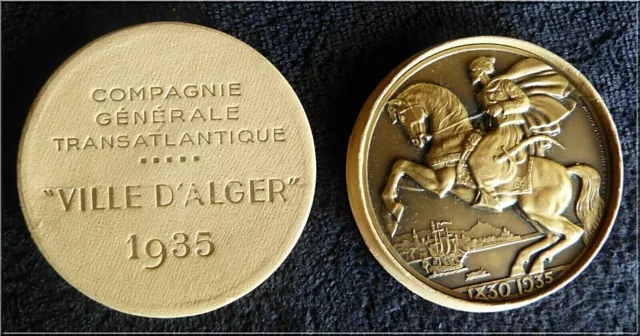 COMPAGNIE
GÉNÉRALE
TRANSATLANTIQUE
"VILLE D'ALGER"
1935
1830-1935